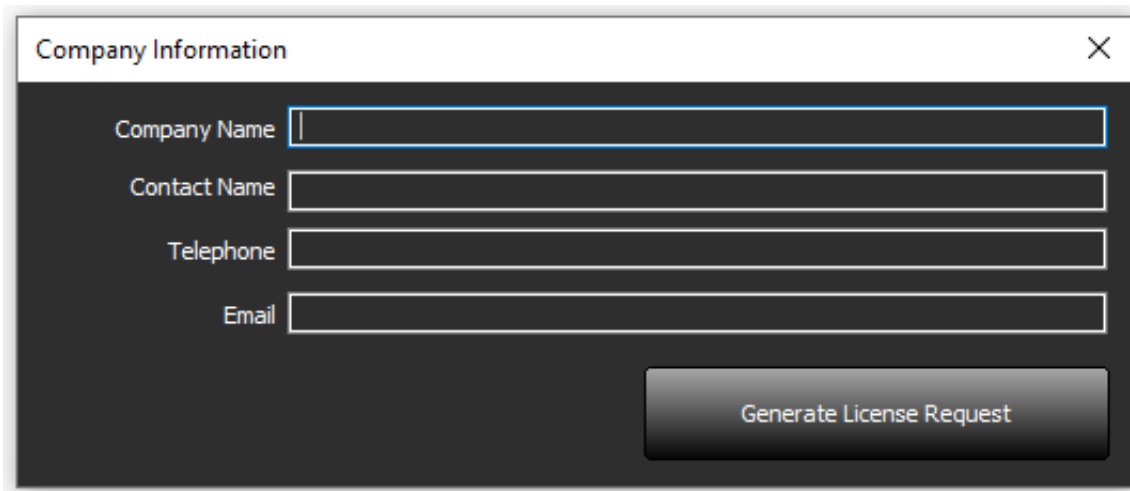 Company Information
Company Name
Contact Name
Telephone
Email
Generate License Request